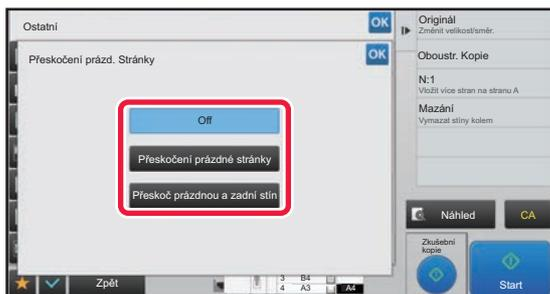 Ostatní
OK
Přeskočení prázd. Stránky
OK
Off
Přeskočení prázdné stránky
Přeskoč prázdnou a zadní stín
Zpět
3 B4
4 A3
A4
Originál
Změnit velikost/směr.
Oboustr. Kopie
N:1
Vložit více stran na stranu A
Mazání
Vymazat stíny kolem
Náhled
CA
Zkušební
kopie
Start